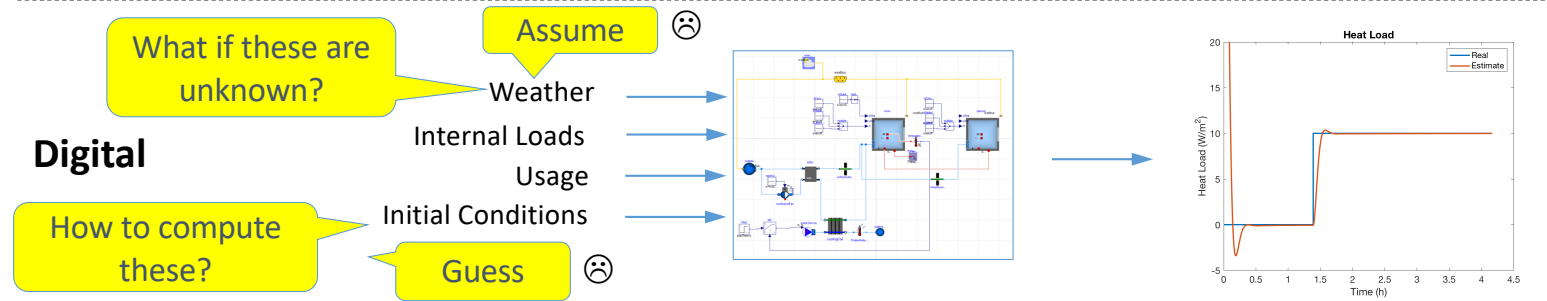 What if these are
unknown?
Assume
Weather
Internal Loads
Digital
Usage
Initial Conditions
How to compute
these?
Guess
Heat Load
Real
Estimate
20
15
10
5
0
-5
Heat Load (W/m²)
0 0.5 1 1.5 2 2.5 3 3.5 4 4.5
Time (h)